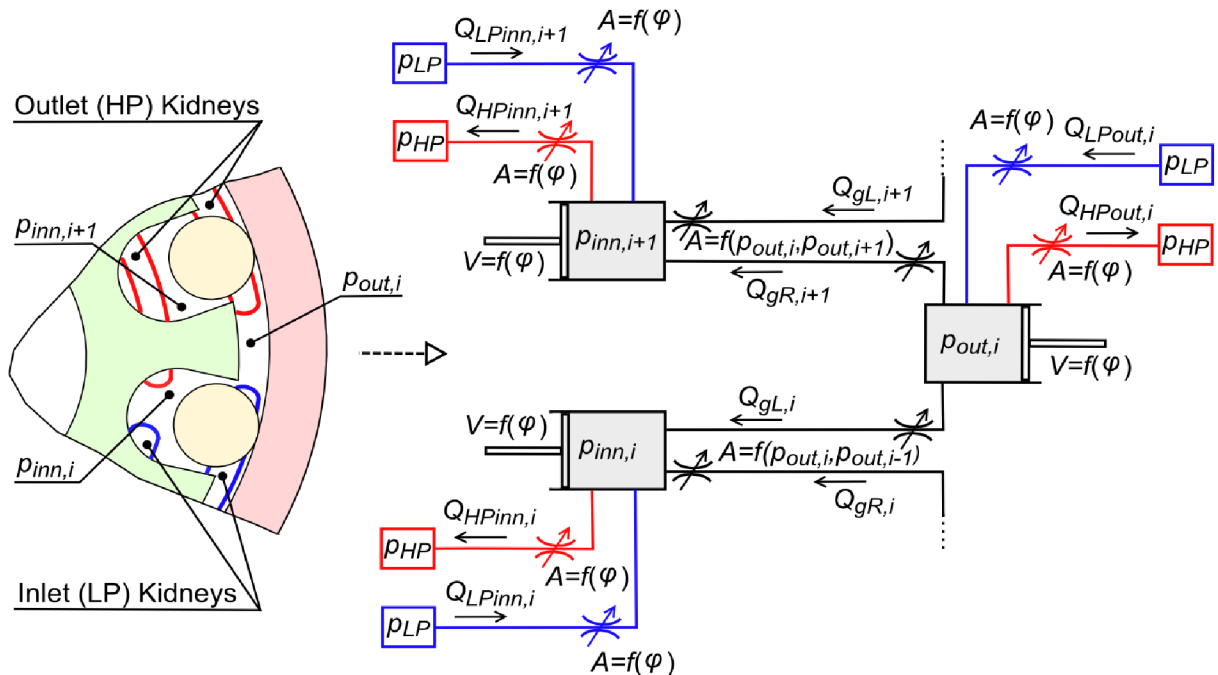 Outlet (HP) Kidneys
p_inn,i+1
p_out,i
p_inn,i
Inlet (LP) Kidneys
Q_LPinn,i+1
A=f(φ)
p_LP
Q_HPinn,i+1
p_HP
A=f(φ)
p_inn,i+1
V=f(φ)
Q_gL,i+1
A=f(p_out,i,p_out,i+1)
Q_gR,i+1
A=f(φ)
Q_LPout,i
p_LP
Q_HPout,i
p_HP
A=f(φ)
p_out,i
V=f(φ)
Q_gL,i
V=f(φ)
p_inn,i
A=f(p_out,i,p_out,i-1)
Q_gR,i
Q_HPinn,i
p_HP
A=f(φ)
Q_LPinn,i
p_LP
A=f(φ)